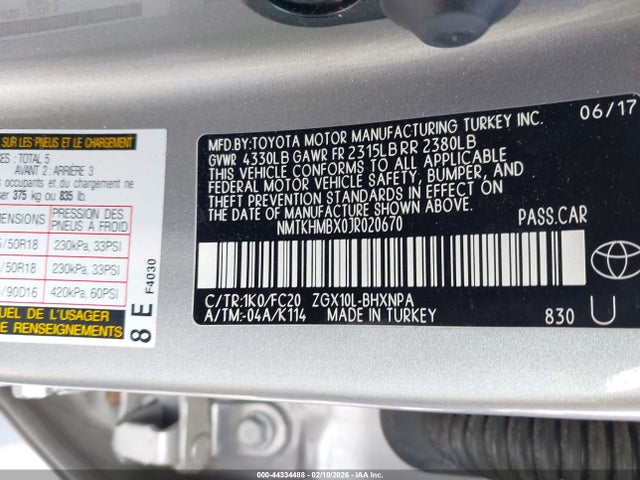 SUR LES PNEUS ET LE CHARGEMENT
: TOTAL 5
AVANT 2 : ARRIÈRE 3
occupants et du chargement ne
ser 375 kg ou 835 lb.
PRESSION DES
PNEUS À FROID
/50R18 230kPa, 33PSI
/50R18 230kPa, 33PSI
/90D16 420kPa, 60PSI
DE L'USAGER
RENSEIGNEMENTS
8 E F4030
MFD.BY:TOYOTA MOTOR MANUFACTURING TURKEY INC. 06/17
GVWR 4330LB GAWR FR 2315LB RR 2380LB
THIS VEHICLE CONFORMS TO ALL APPLICABLE
FEDERAL MOTOR VEHICLE SAFETY, BUMPER, AND
THEFT PREVENTION STANDARDS IN EFFECT ON
THE DATE OF MANUFACTURE SHOWN ABOVE.
NMTKHMBX0JR020670 PASS.CAR
C/TR:1K0/FC20 ZGX10L-BHXNPA
A/TM:-04A/K114 MADE IN TURKEY 830 U
000-44334488 - 02/10/2026 - COPART/IAA